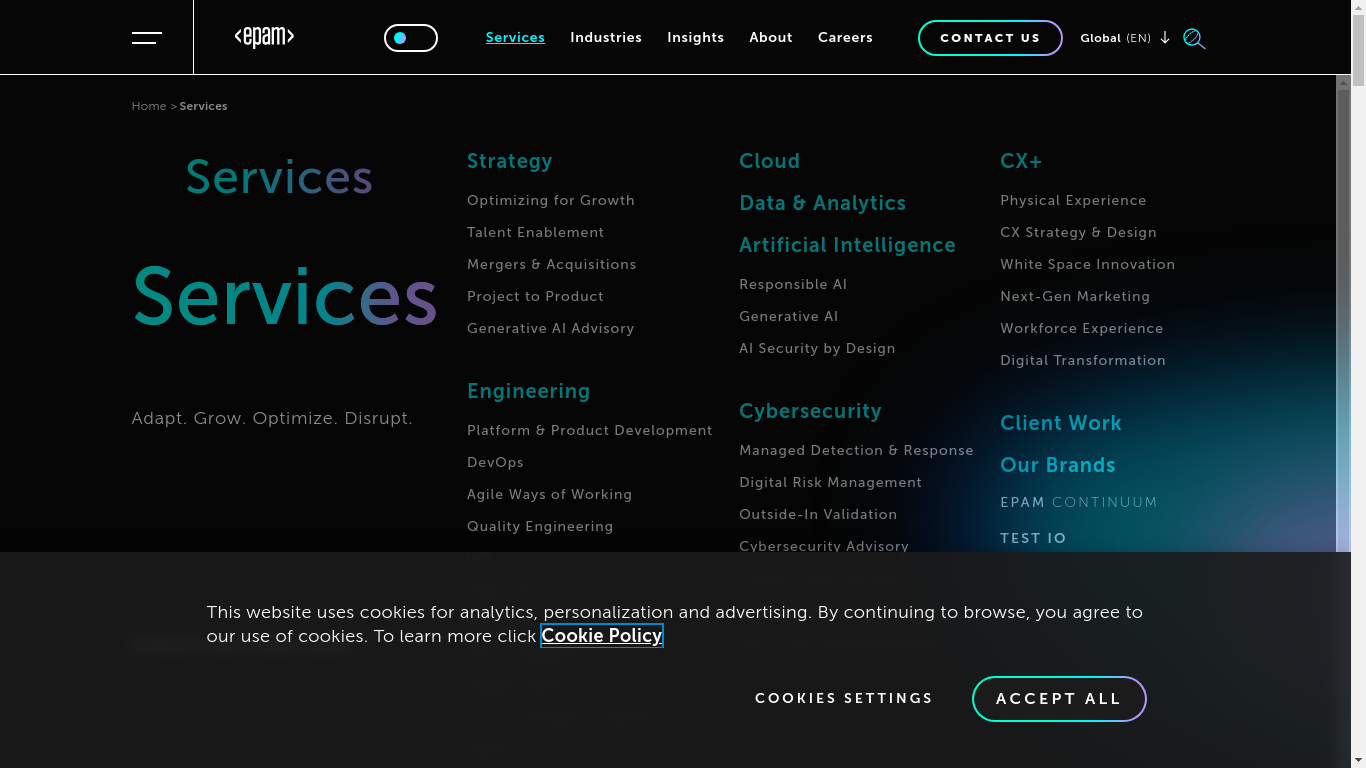 <epam>
Services
Industries
Insights
About
Careers
CONTACT US
Global (EN)
Home > Services
Services
Services
Adapt. Grow. Optimize. Disrupt.
Strategy
Optimizing for Growth
Talent Enablement
Mergers & Acquisitions
Project to Product
Generative AI Advisory
Engineering
Platform & Product Development
DevOps
Agile Ways of Working
Quality Engineering
Cloud
Data & Analytics
Artificial Intelligence
Responsible AI
Generative AI
AI Security by Design
Cybersecurity
Managed Detection & Response
Digital Risk Management
Outside-In Validation
Cybersecurity Advisory
CX+
Physical Experience
CX Strategy & Design
White Space Innovation
Next-Gen Marketing
Workforce Experience
Digital Transformation
Client Work
Our Brands
EPAM CONTINUUM
TEST IO
This website uses cookies for analytics, personalization and advertising. By continuing to browse, you agree to
our use of cookies. To learn more click Cookie Policy
COOKIES SETTINGS
ACCEPT ALL